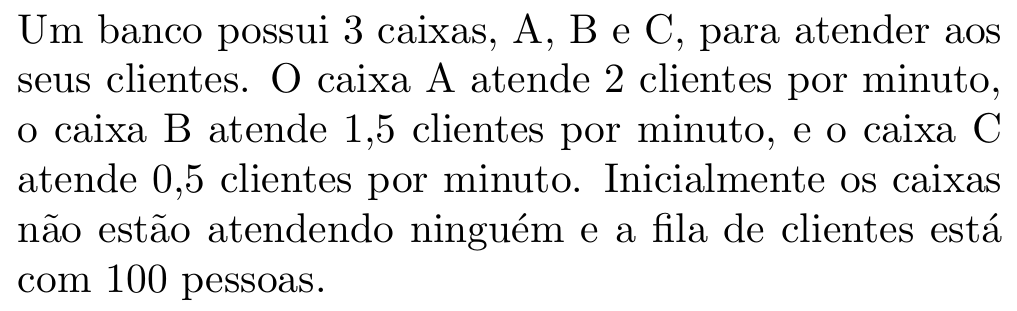 Um banco possui 3 caixas, A, B e C, para atender aos
seus clientes. O caixa A atende 2 clientes por minuto,
o caixa B atende 1,5 clientes por minuto, e o caixa C
atende 0,5 clientes por minuto. Inicialmente os caixas
não estão atendendo ninguém e a fila de clientes está
com 100 pessoas.